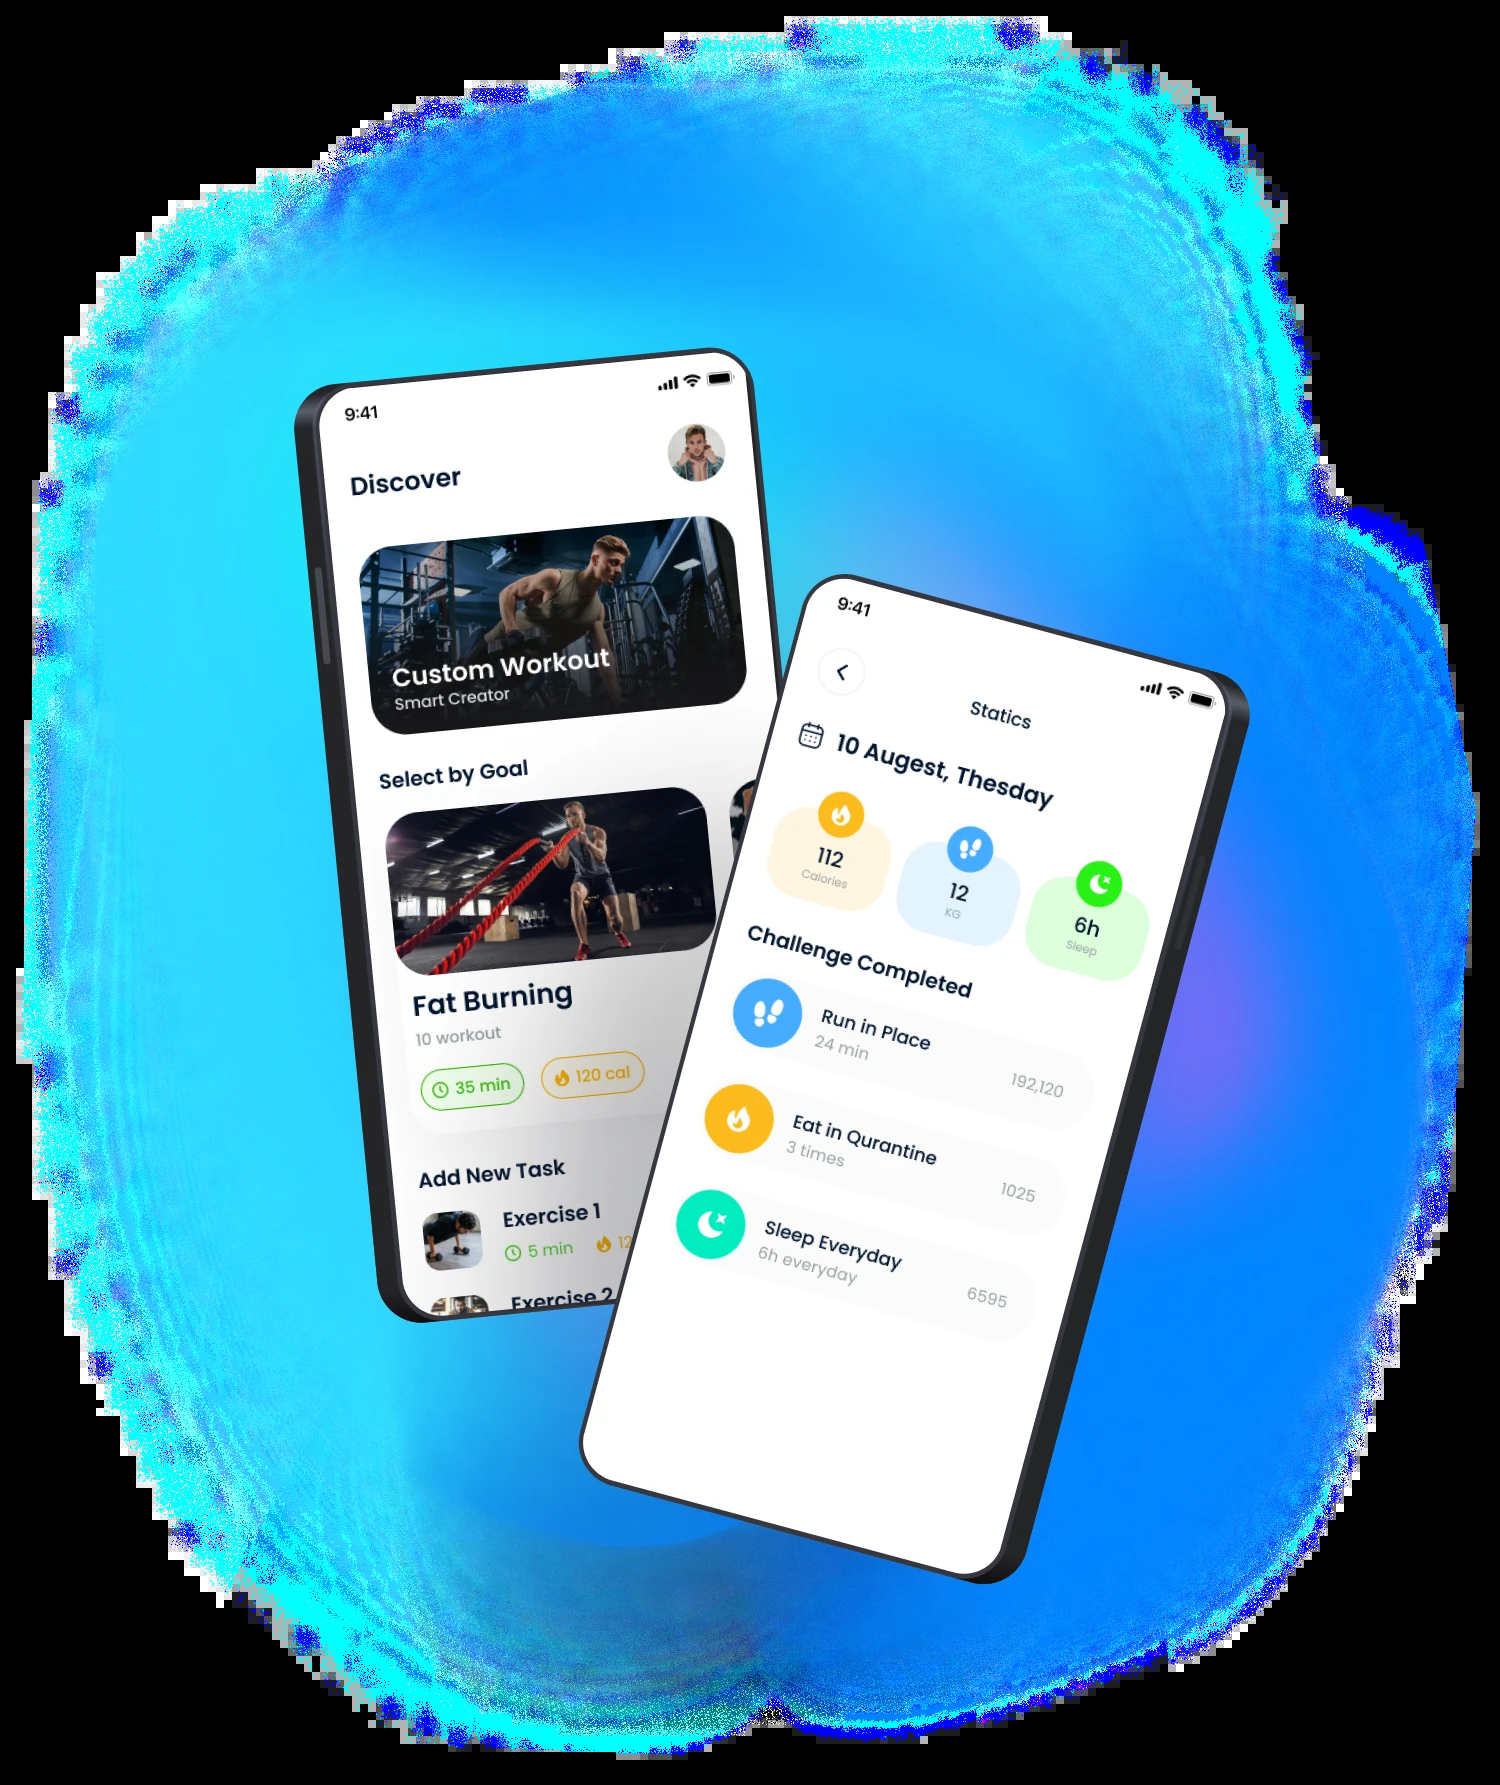 9:41
Discover
Custom Workout
Smart Creator
Select by Goal
Fat Burning
10 workout
35 min
120 cal
Add New Task
Exercise 1
5 min
Exercise 2
9:41
Statics
10 Augest, Thesday
112
Calories
12
KG
6h
Sleep
Challenge Completed
Run in Place
24 min
192,120
Eat in Qurantine
3 times
1025
Sleep Everyday
6h everyday
6595